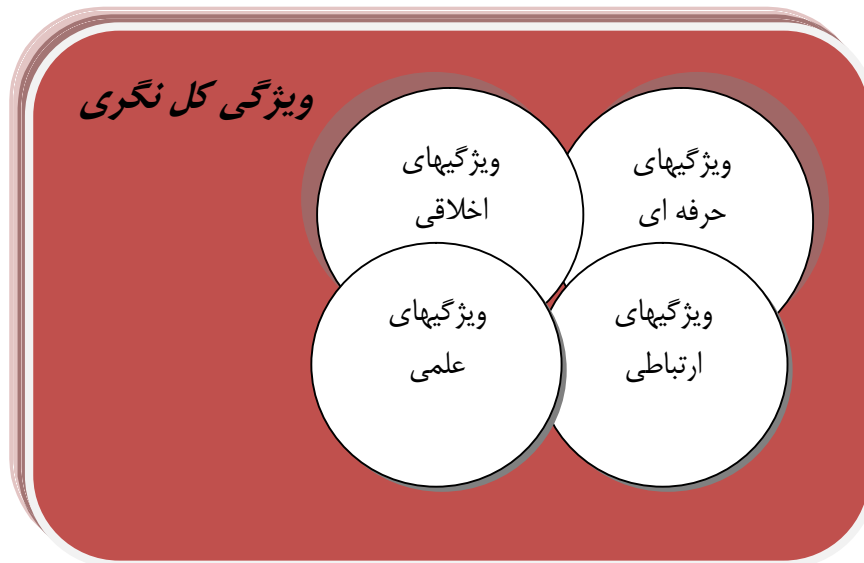 ویژگی کل نگری
ویژگیهای
حرفه ای
ویژگیهای
اخلاقی
ویژگیهای
ارتباطی
ویژگیهای
علمی